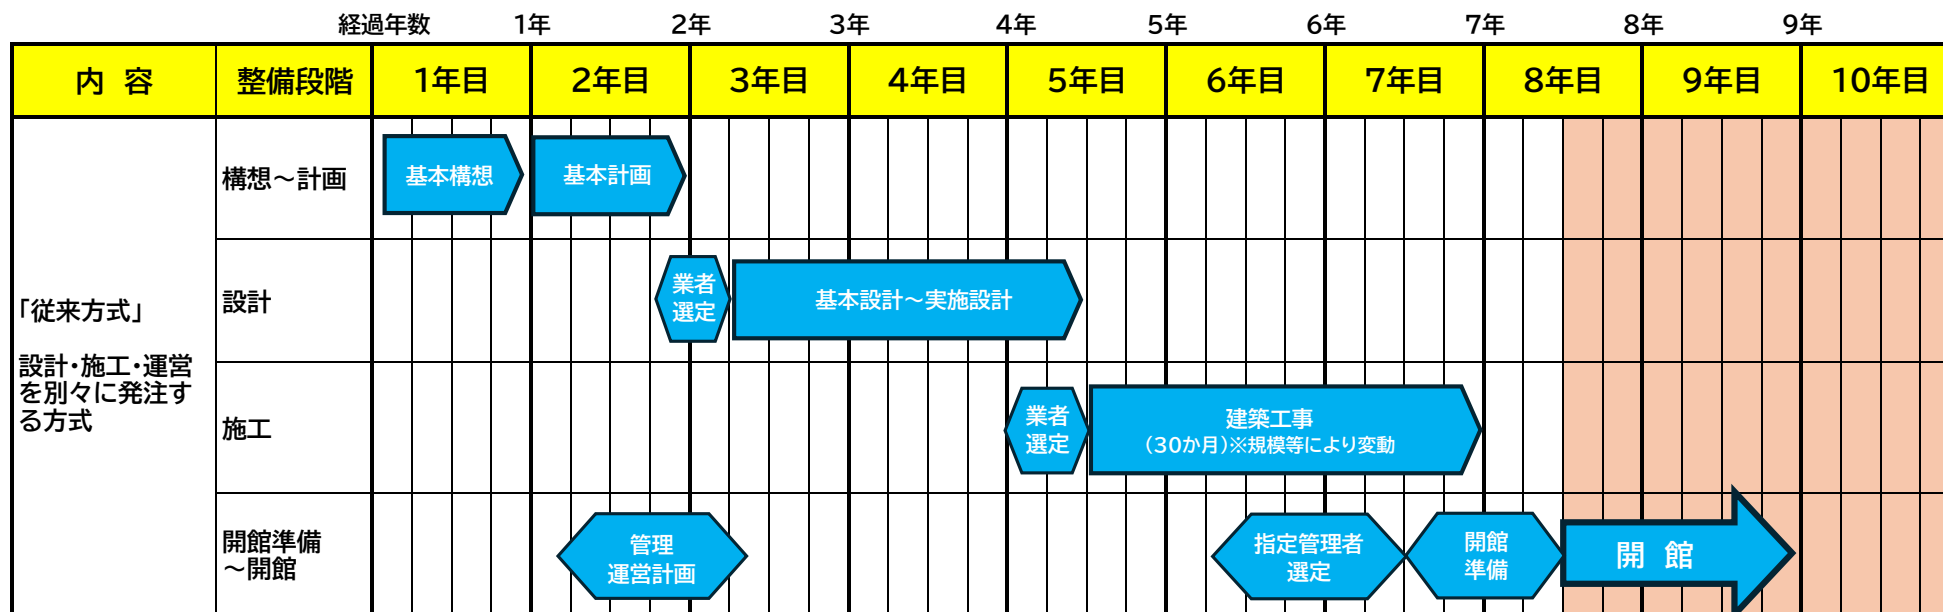 経過年数 1年 2年 3年 4年 5年 6年 7年 8年 9年
内 容 整備段階 1年目 2年目 3年目 4年目 5年目 6年目 7年目 8年目 9年目 10年目
「従来方式」
設計・施工・運営
を別々に発注す
る方式
構想～計画
基本構想
基本計画
設計
業者
選定
基本設計～実施設計
施工
業者
選定
建築工事
（30か月）※規模等により変動
開館準備
～開館
管理
運営計画
指定管理者
選定
開館
準備
開 館